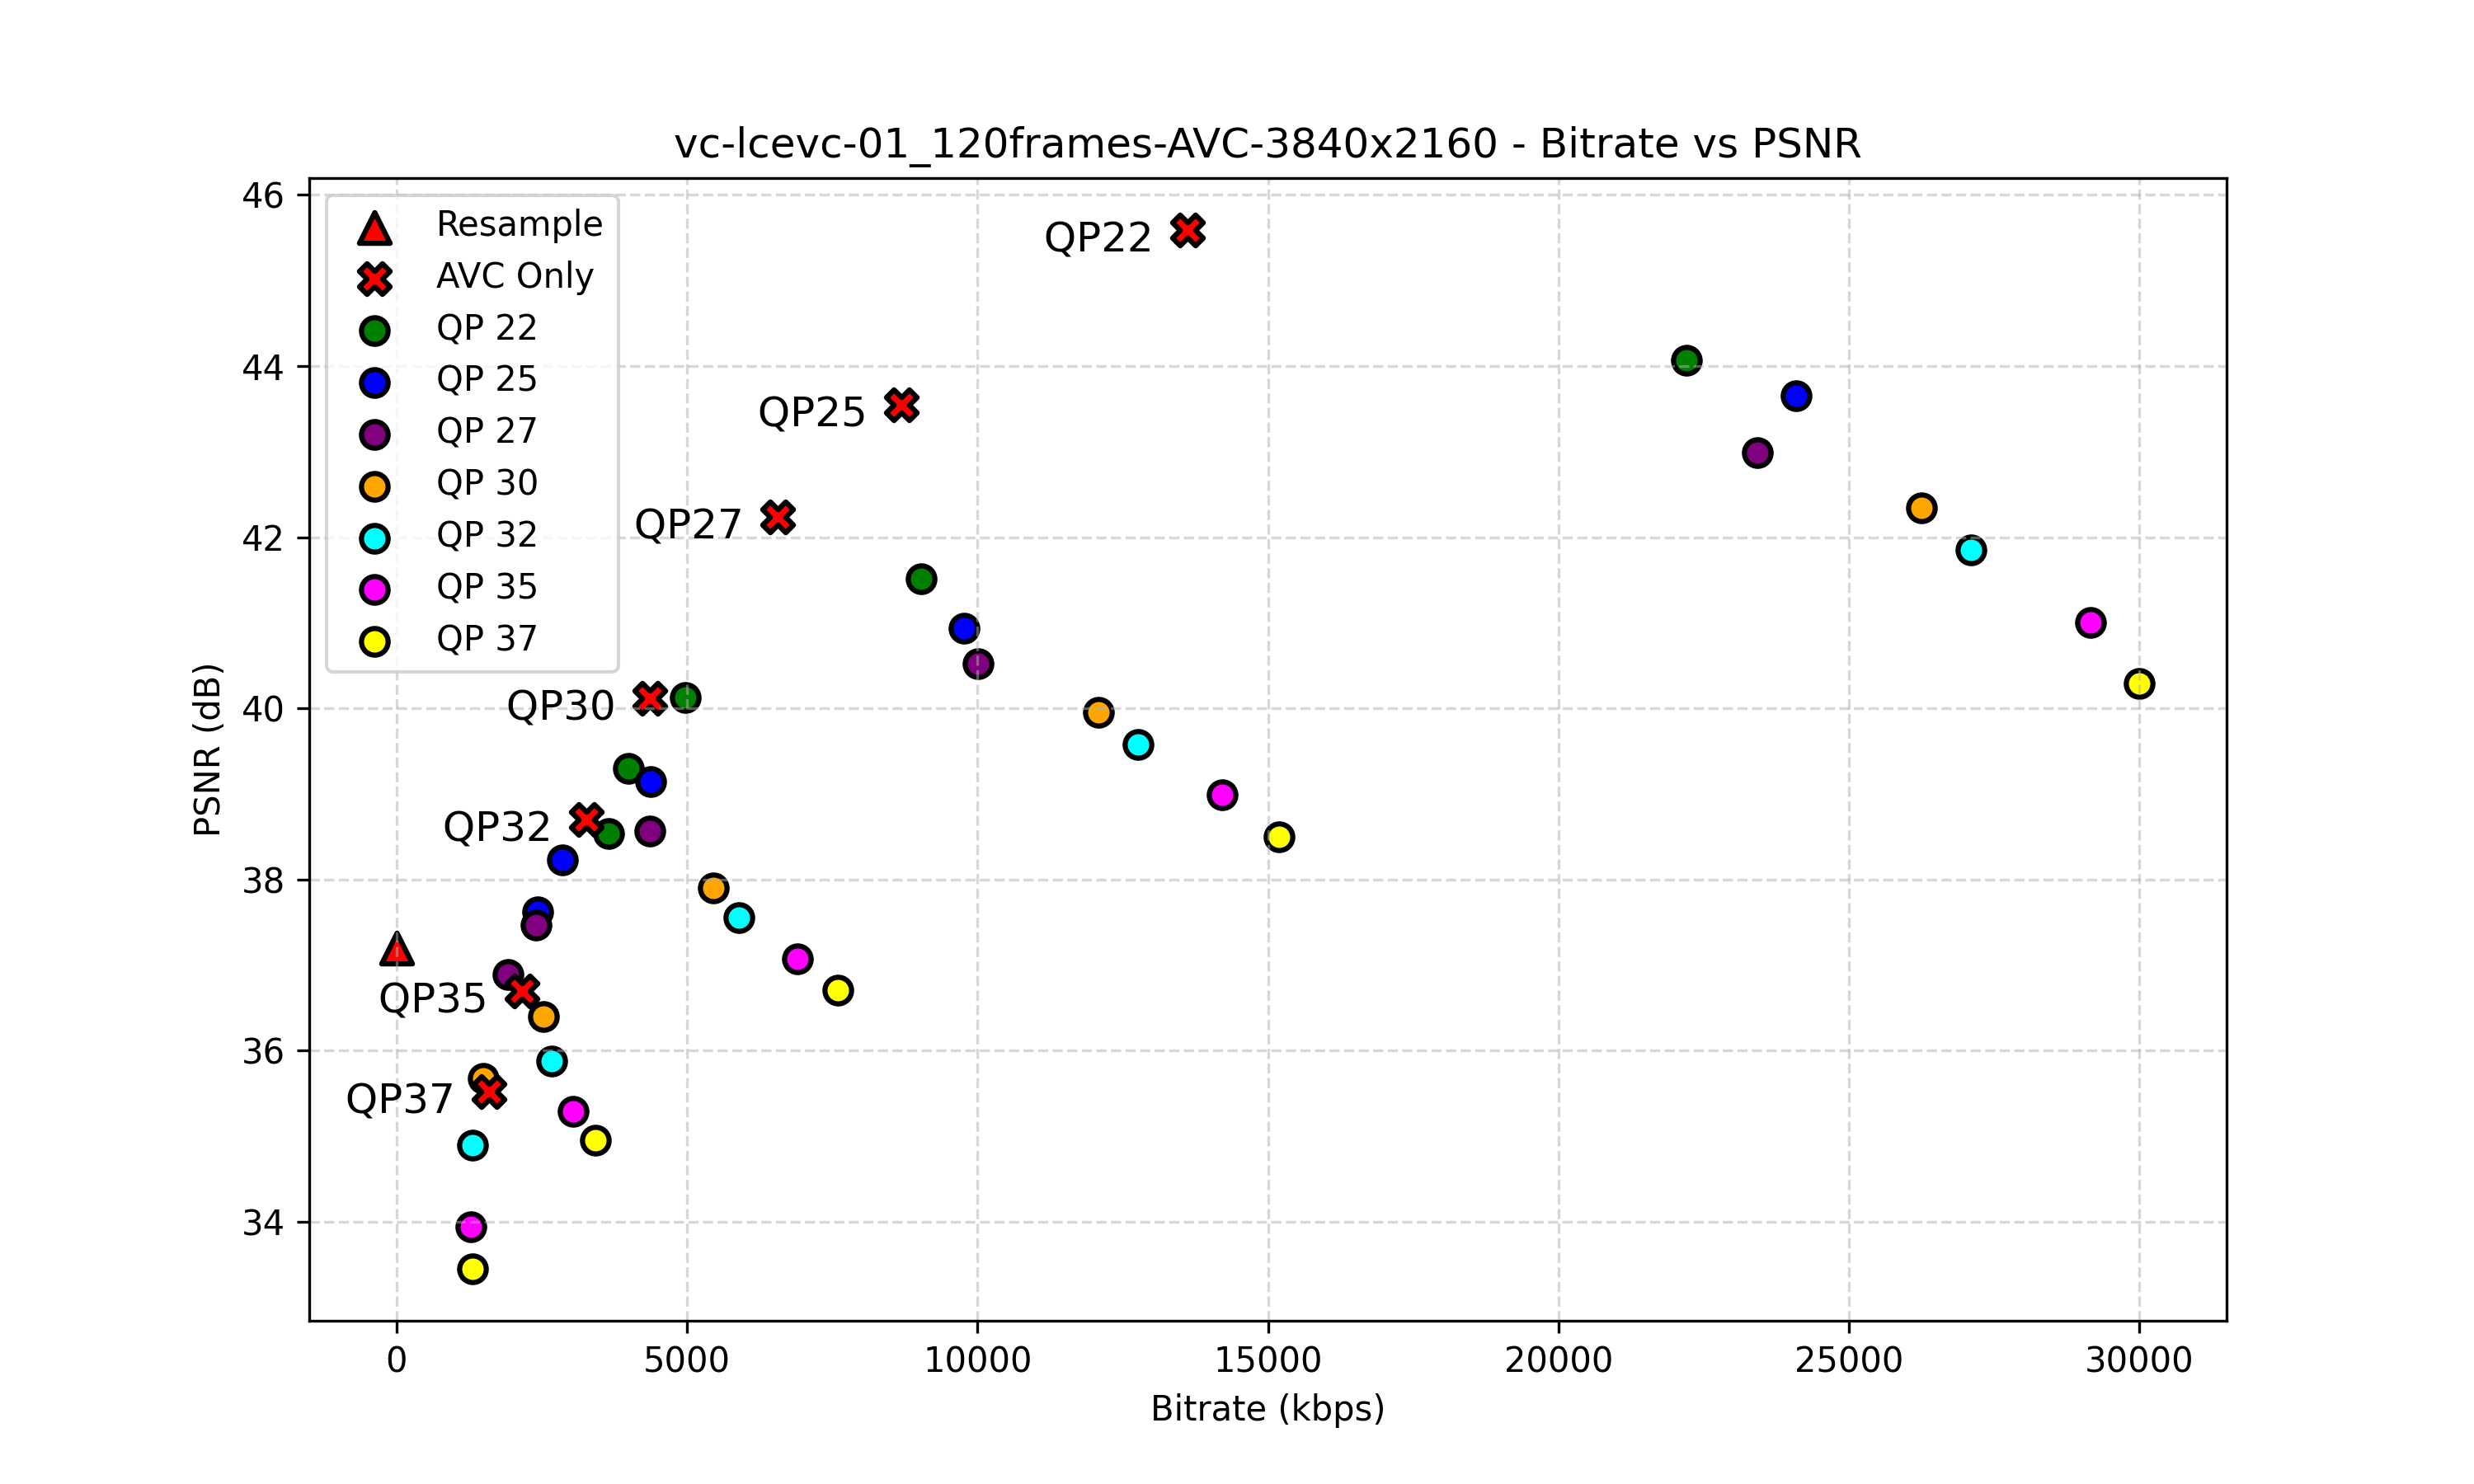 vc-lcevc-01_120frames-AVC-3840x2160 - Bitrate vs PSNR
Resample
AVC Only
QP 22
QP 25
QP 27
QP 30
QP 32
QP 35
QP 37
QP22
QP25
QP27
QP30
QP32
QP35
QP37
PSNR (dB)
46
44
42
40
38
36
34
0 5000 10000 15000 20000 25000 30000
Bitrate (kbps)